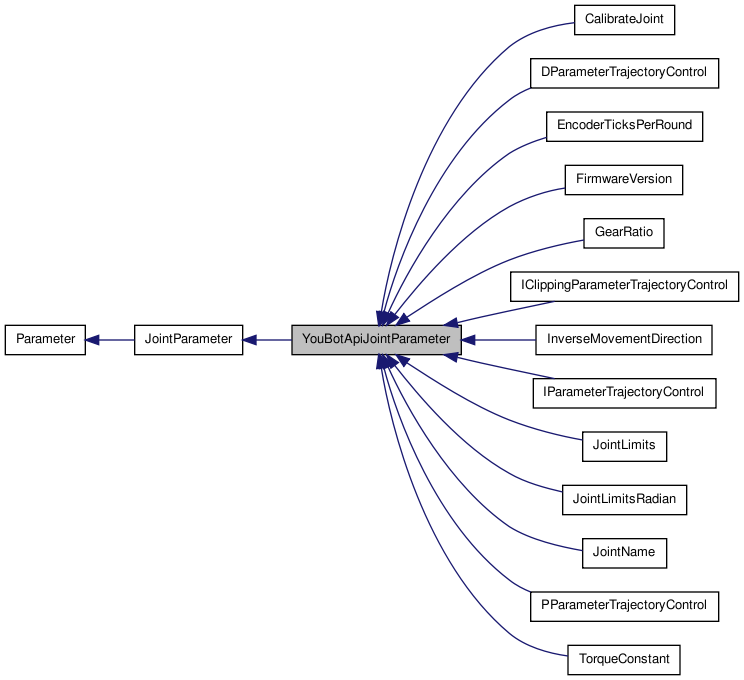 CalibrateJoint
DParameterTrajectoryControl
EncoderTicksPerRound
FirmwareVersion
GearRatio
IClippingParameterTrajectoryControl
Parameter
JointParameter
YouBotApiJointParameter
InverseMovementDirection
IParameterTrajectoryControl
JointLimits
JointLimitsRadian
JointName
PParameterTrajectoryControl
TorqueConstant